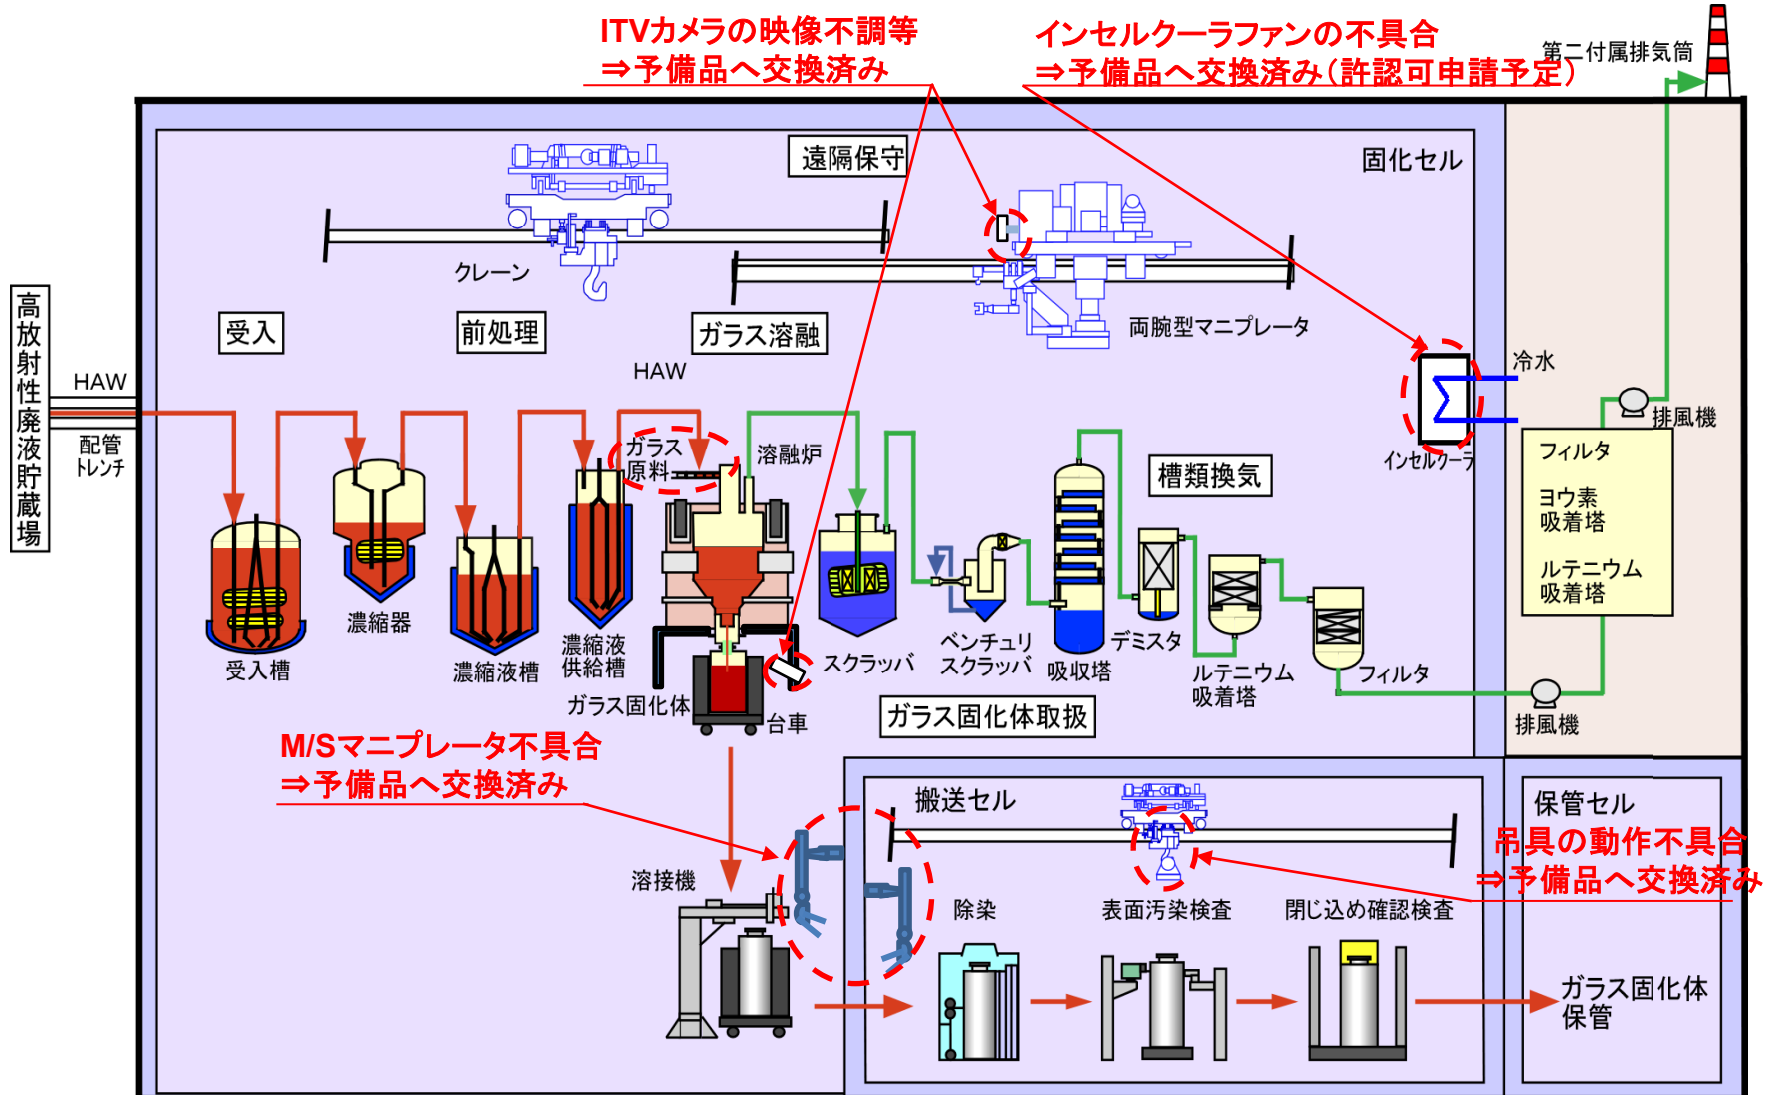 ITVカメラの映像不調等
⇒予備品へ交換済み
インセルクーラファンの不具合
⇒予備品へ交換済み（許認可申請予定）
第二付属排気筒
遠隔保守
固化セル
クレーン
両腕型マニプレータ
高放射性廃液貯蔵場
受入
前処理
ガラス溶融
HAW
HAW
配管
トレンチ
冷水
排風機
インセルクーラ
ガラス
原料
溶融炉
槽類換気
フィルタ
ヨウ素
吸着塔
ルテニウム
吸着塔
受入槽
濃縮器
濃縮液槽
濃縮液
供給槽
ガラス固化体
台車
スクラッバ
ベンチュリ
スクラッバ
吸収塔
デミスタ
ルテニウム
吸着塔
フィルタ
排風機
ガラス固化体取扱
M/Sマニプレータ不具合
⇒予備品へ交換済み
搬送セル
保管セル
吊具の動作不具合
⇒予備品へ交換済み
溶接機
除染
表面汚染検査
閉じ込め確認検査
ガラス固化体
保管